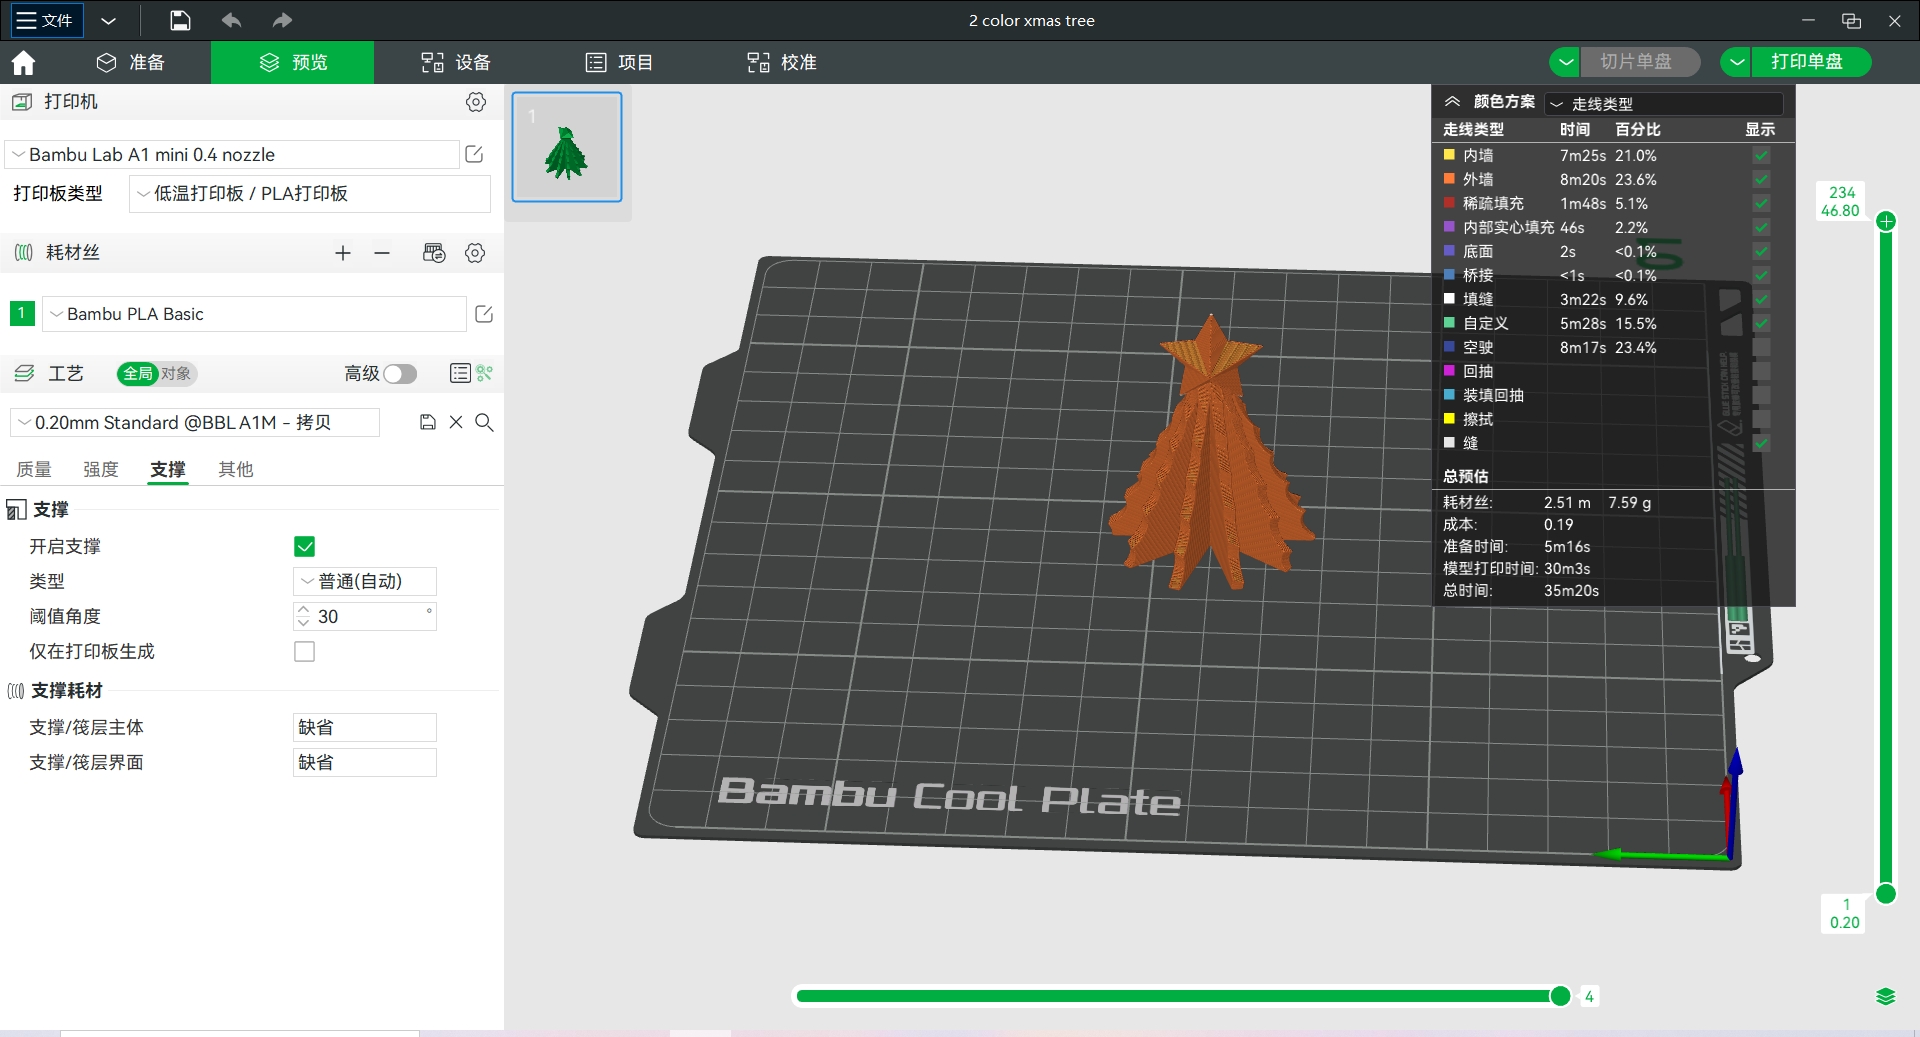 文件
2 color xmas tree
准备
预览
设备
项目
校准
切片单盘
打印单盘
打印机
Bambu Lab A1 mini 0.4 nozzle
打印板类型
低温打印板 / PLA打印板
耗材丝
1
Bambu PLA Basic
工艺
全局
对象
高级
0.20mm Standard @BBL A1M - 拷贝
质量
强度
支撑
其他
支撑
开启支撑
类型
普通(自动)
阈值角度
30 °
仅在打印板生成
支撑耗材
支撑/筏层主体
缺省
支撑/筏层界面
缺省
1
Bambu Cool Plate
颜色方案
走线类型
走线类型 时间 百分比 显示
内墙 7m25s 21.0%
外墙 8m20s 23.6%
稀疏填充 1m48s 5.1%
内部实心填充 46s 2.2%
底面 2s <0.1%
桥接 <1s <0.1%
填缝 3m22s 9.6%
自定义 5m28s 15.5%
空驶 8m17s 23.4%
回抽
装填回抽
擦拭
缝
总预估
耗材丝: 2.51 m 7.59 g
成本: 0.19
准备时间: 5m16s
模型打印时间: 30m3s
总时间: 35m20s
234
46.80
1
0.20
4